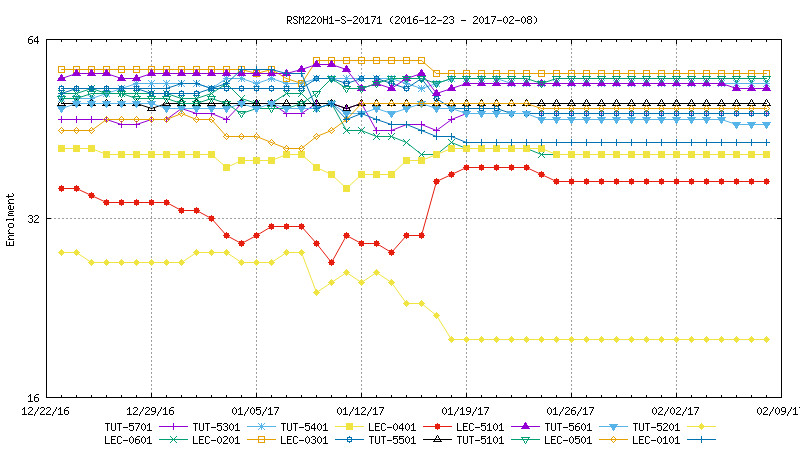 RSM220H1-S-20171 (2016-12-23 - 2017-02-08)
64
32
16
Enrolment
12/22/16 12/29/16 01/05/17 01/12/17 01/19/17 01/26/17 02/02/17 02/09/17
TUT-5701 TUT-5301 TUT-5401 LEC-0401 LEC-5101 TUT-5601 TUT-5201
LEC-0601 LEC-0201 LEC-0301 TUT-5501 TUT-5101 LEC-0501 LEC-0101